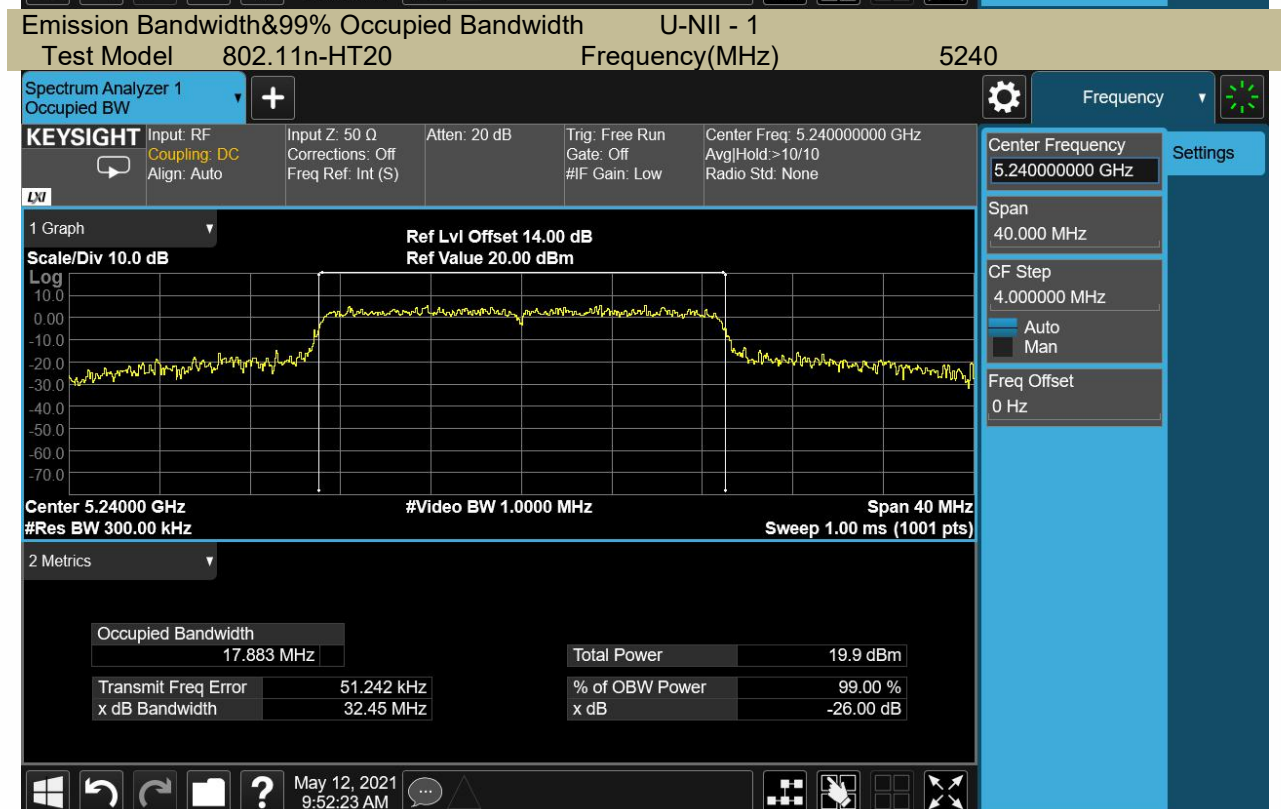 Emission Bandwidth&99% Occupied Bandwidth U-NII - 1
Test Model 802.11n-HT20 Frequency(MHz) 5240
Spectrum Analyzer 1
Occupied BW
+
Frequency
KEYSIGHT Input: RF Input Z: 50 Ω Atten: 20 dB Trig: Free Run Center Freq: 5.240000000 GHz
Coupling: DC Corrections: Off Gate: Off Avg|Hold:>10/10
Align: Auto Freq Ref: Int (S) #IF Gain: Low Radio Std: None
LXI
Center Frequency
5.240000000 GHz
Settings
Span
40.000 MHz
CF Step
4.000000 MHz
Auto
Man
Freq Offset
0 Hz
1 Graph
Ref Lvl Offset 14.00 dB
Scale/Div 10.0 dB Ref Value 20.00 dBm
Log
10.0
0.00
-10.0
-20.0
-30.0
-40.0
-50.0
-60.0
-70.0
Center 5.24000 GHz #Video BW 1.0000 MHz Span 40 MHz
#Res BW 300.00 kHz Sweep 1.00 ms (1001 pts)
2 Metrics
Occupied Bandwidth
17.883 MHz Total Power 19.9 dBm
Transmit Freq Error 51.242 kHz % of OBW Power 99.00 %
x dB Bandwidth 32.45 MHz x dB -26.00 dB
? May 12, 2021
9:52:23 AM